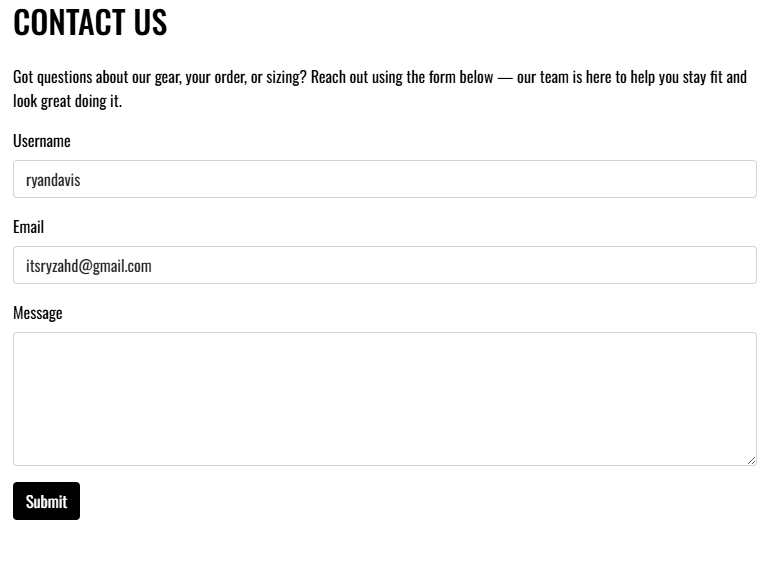 CONTACT US
Got questions about our gear, your order, or sizing? Reach out using the form below — our team is here to help you stay fit and
look great doing it.
Username
ryandavis
Email
itsryzahd@gmail.com
Message
Submit